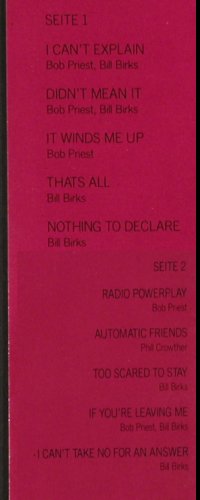 SEITE 1
I CAN'T EXPLAIN
Bob Priest, Bill Birks
DIDN'T MEAN IT
Bob Priest, Bill Birks
IT WINDS ME UP
Bob Priest
THATS ALL
Bill Birks
NOTHING TO DECLARE
Bill Birks
SEITE 2
RADIO POWERPLAY
Bob Priest
AUTOMATIC FRIENDS
Phil Crowther
TOO SCARED TO STAY
Bill Birks
IF YOU'RE LEAVING ME
Bob Priest, Bill Birks
I CAN'T TAKE NO FOR AN ANSWER
Bill Birks